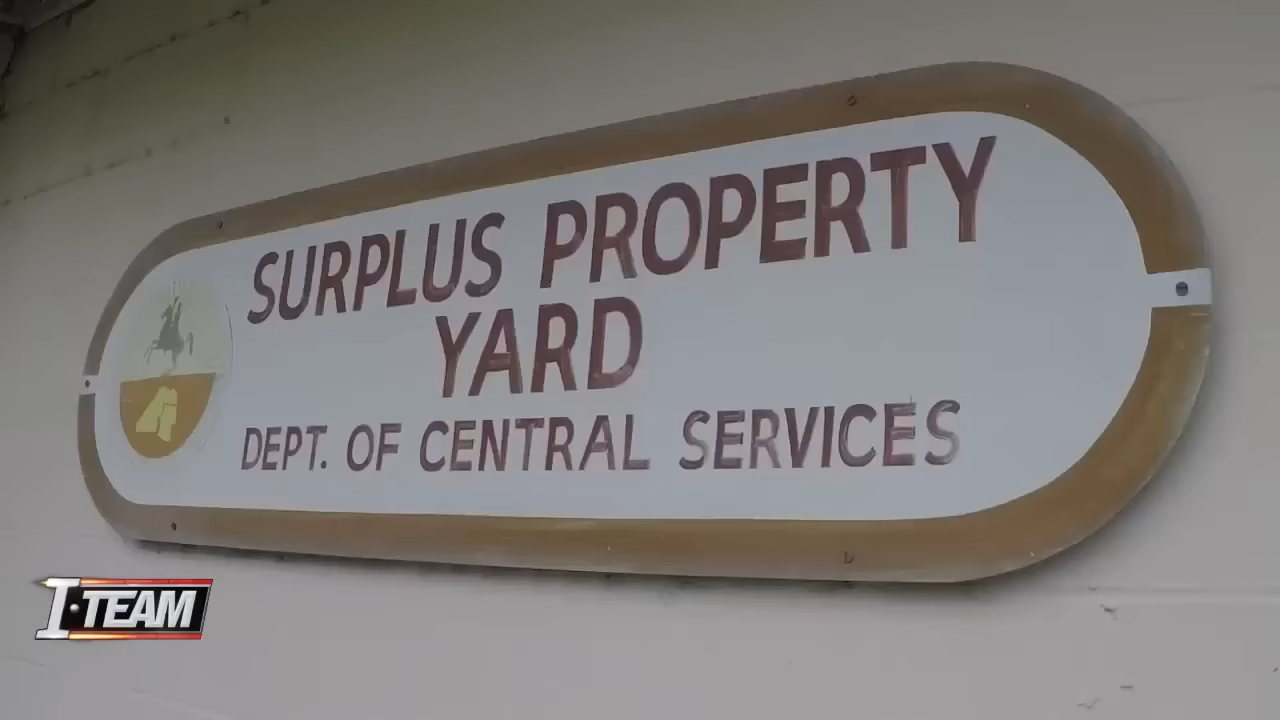 SURPLUS PROPERTY
YARD
DEPT. OF CENTRAL SERVICES
I·TEAM